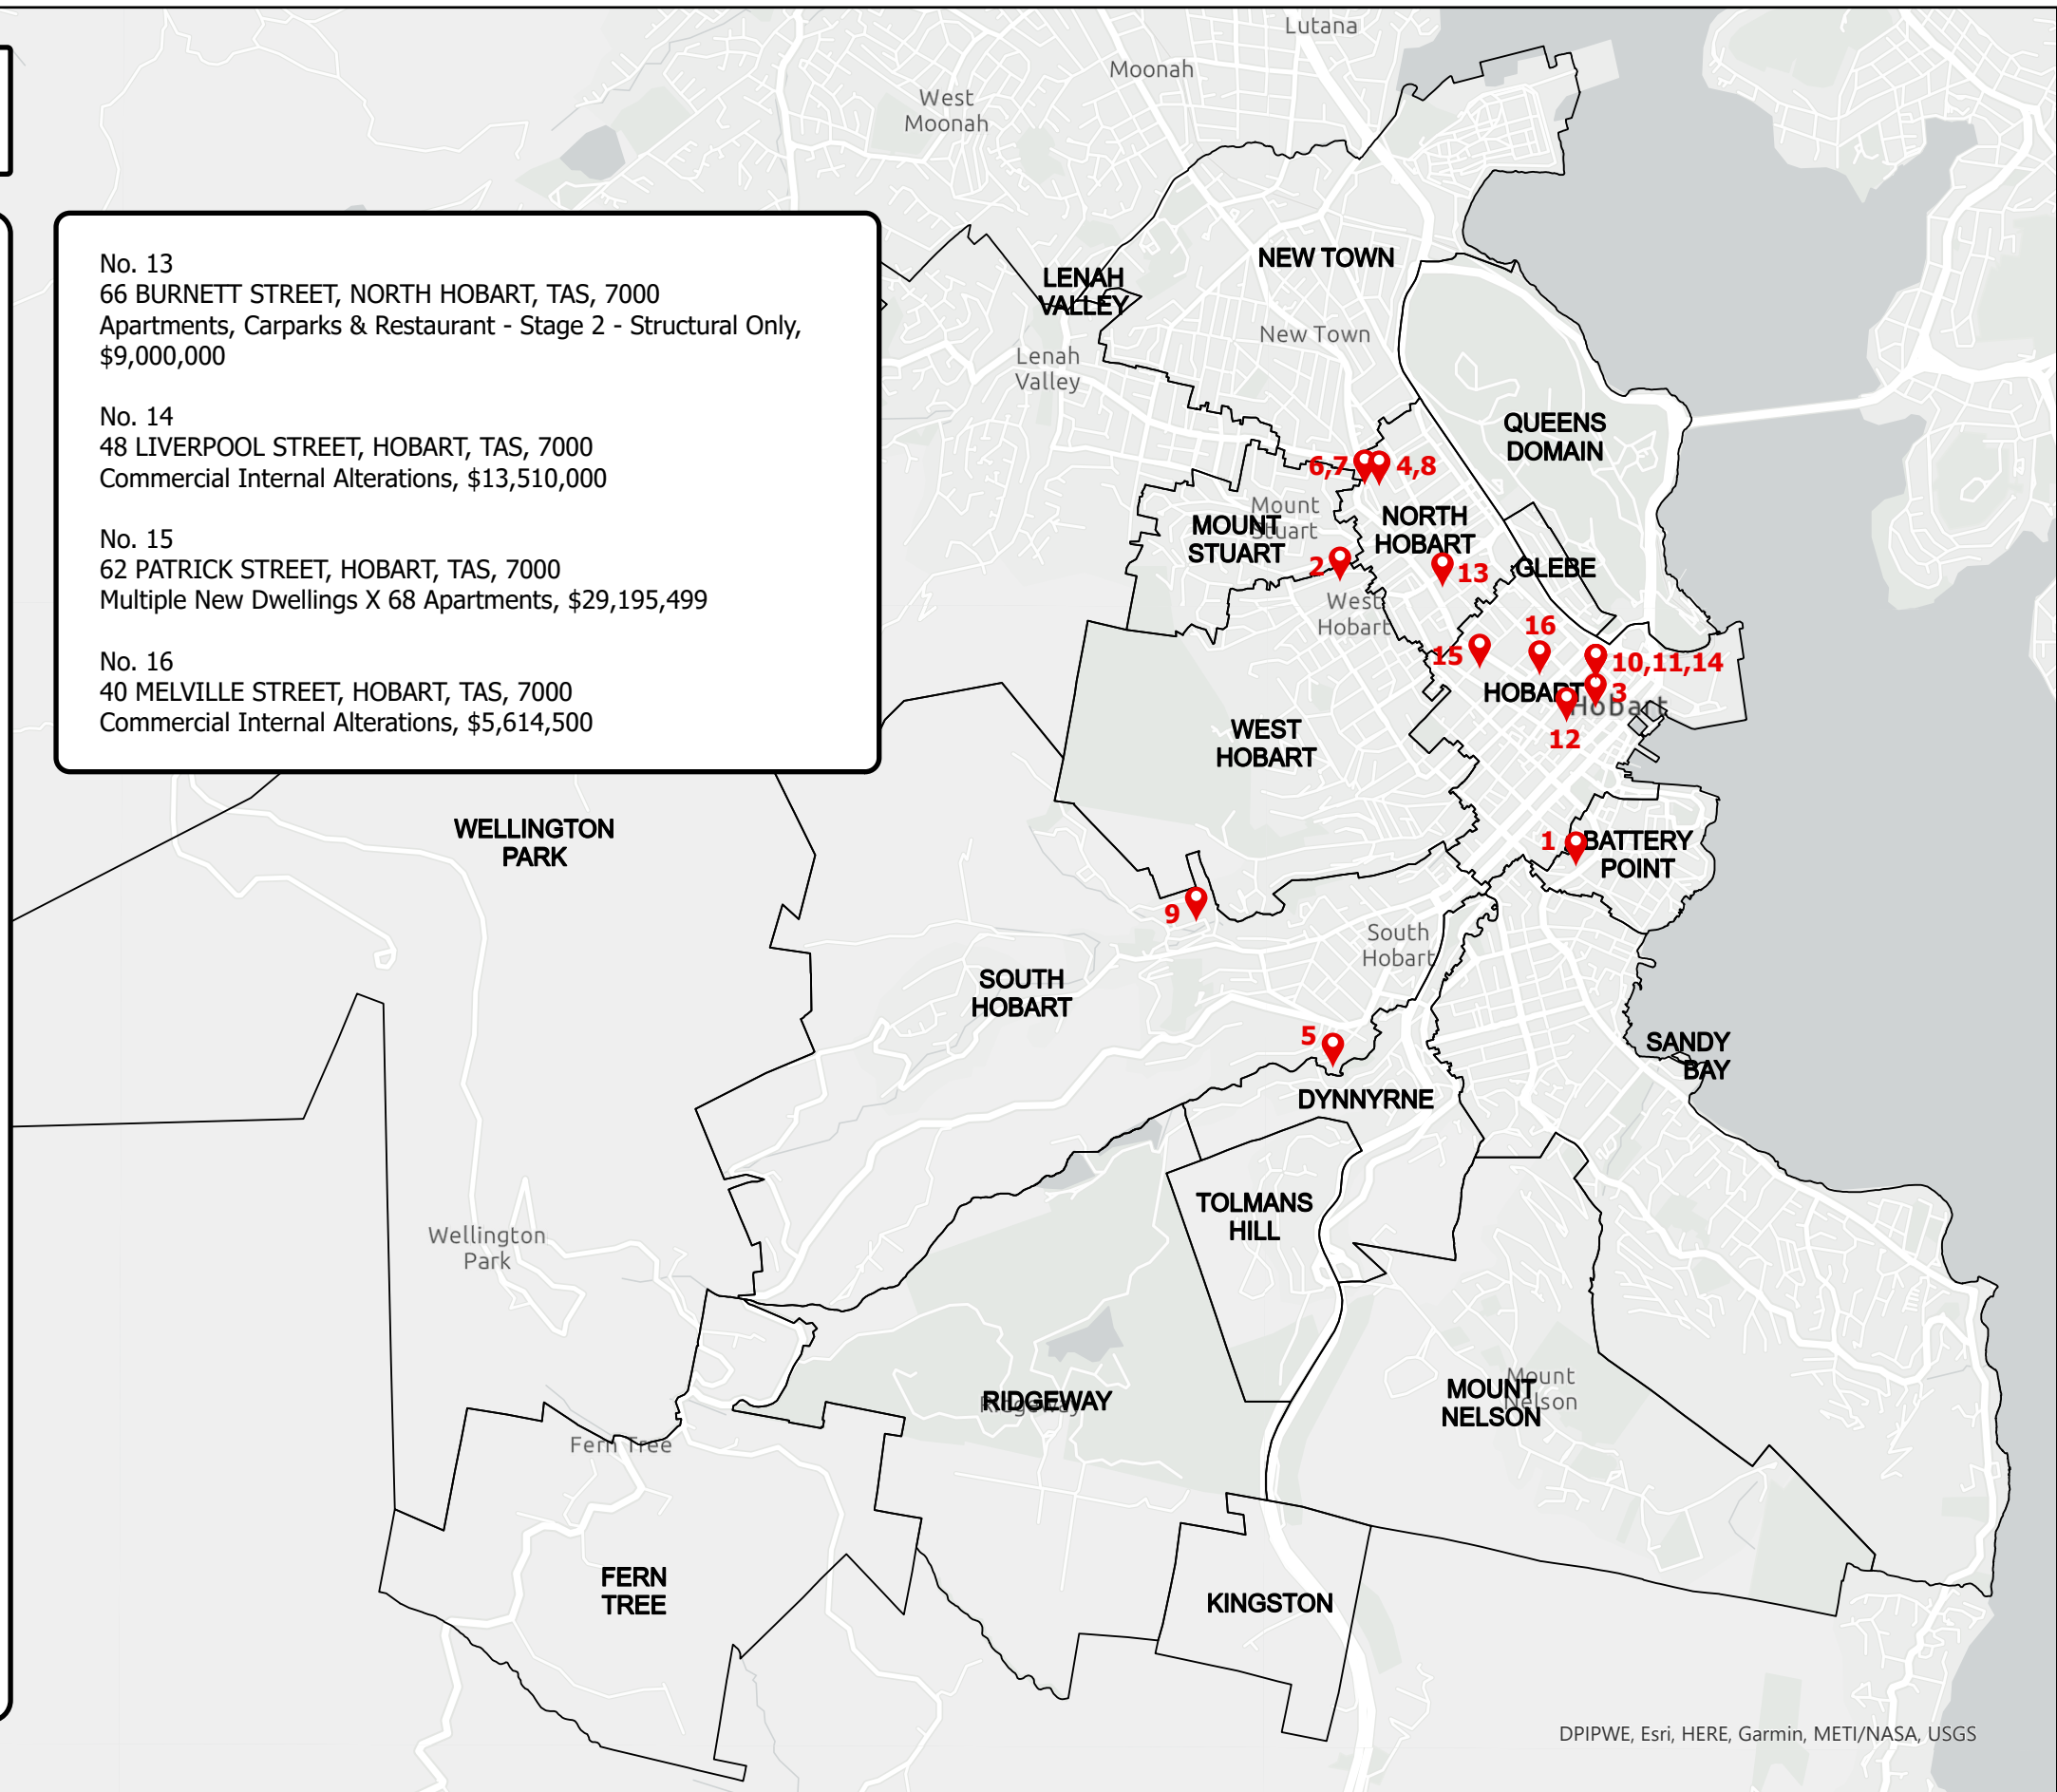 No. 13
66 BURNETT STREET, NORTH HOBART, TAS, 7000
Apartments, Carparks & Restaurant - Stage 2 - Structural Only,
$9,000,000
No. 14
48 LIVERPOOL STREET, HOBART, TAS, 7000
Commercial Internal Alterations, $13,510,000
No. 15
62 PATRICK STREET, HOBART, TAS, 7000
Multiple New Dwellings X 68 Apartments, $29,195,499
No. 16
40 MELVILLE STREET, HOBART, TAS, 7000
Commercial Internal Alterations, $5,614,500
Lutana
Moonah
West
Moonah
NEW TOWN
LENAH
VALLEY
New Town
Lenah
Valley
QUEENS
DOMAIN
6,7
4,8
Mount
Stuart
MOUNT
STUART
NORTH
HOBART
2
13
GLEBE
West
Hobart
16
15
10,11,14
HOBART
3
Hobart
12
WEST
HOBART
WELLINGTON
PARK
1
BATTERY
POINT
9
South
Hobart
SOUTH
HOBART
5
SANDY
BAY
DYNNYRNE
TOLMANS
HILL
Wellington
Park
Mount
Nelson
MOUNT
NELSON
RIDGEWAY
Ridgeway
Fern Tree
FERN
TREE
KINGSTON
DPIPWE, Esri, HERE, Garmin, METI/NASA, USGS